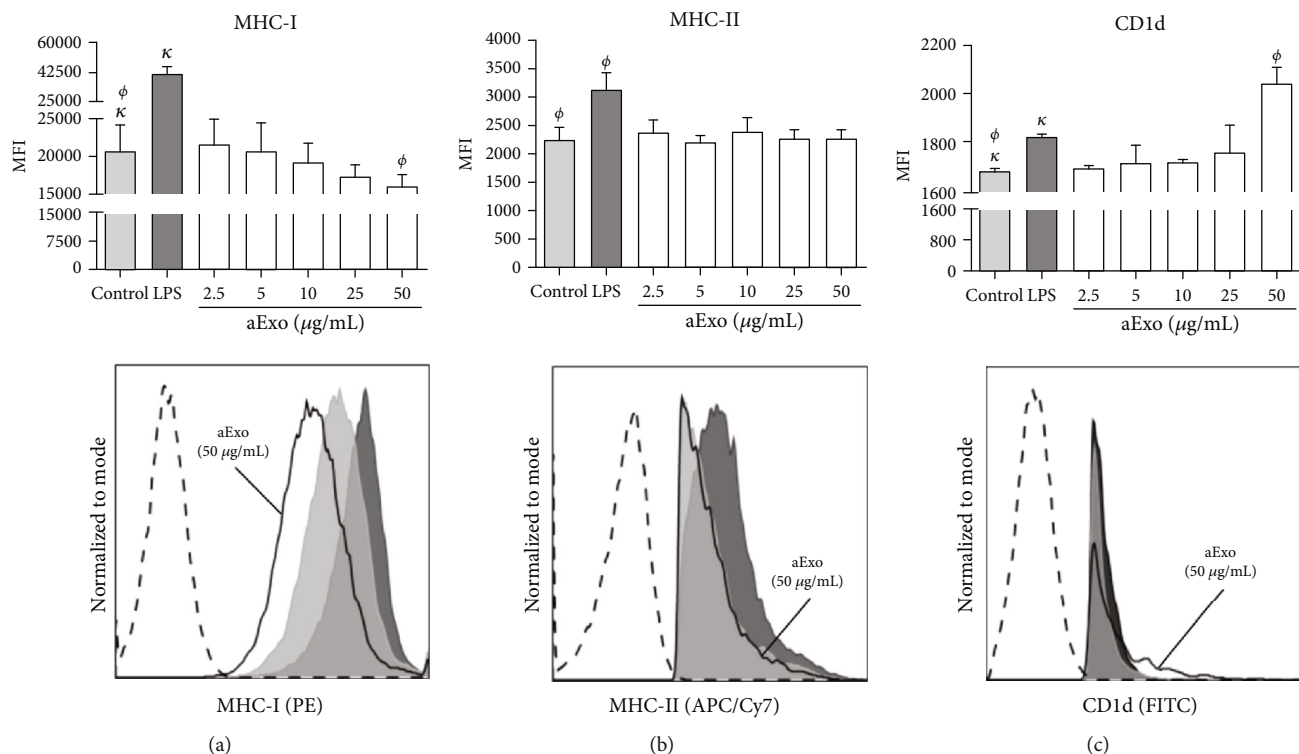 MHC-I
MFI
60000
42500
25000
25000
20000
15000
15000
7500
0
ϕ
κ
κ
ϕ
Control LPS 2.5 5 10 25 50
aExo (μg/mL)
MHC-II
MFI
4000
3500
3000
2500
2000
1500
1000
500
0
ϕ
ϕ
Control LPS 2.5 5 10 25 50
aExo (μg/mL)
CD1d
MFI
2200
2000
1800
1600
1600
800
0
ϕ
κ
κ
ϕ
Control LPS 2.5 5 10 25 50
aExo (μg/mL)
Normalized to mode
aExo
(50 μg/mL)
MHC-I (PE)
(a)
Normalized to mode
aExo
(50 μg/mL)
MHC-II (APC/Cy7)
(b)
Normalized to mode
aExo
(50 μg/mL)
CD1d (FITC)
(c)